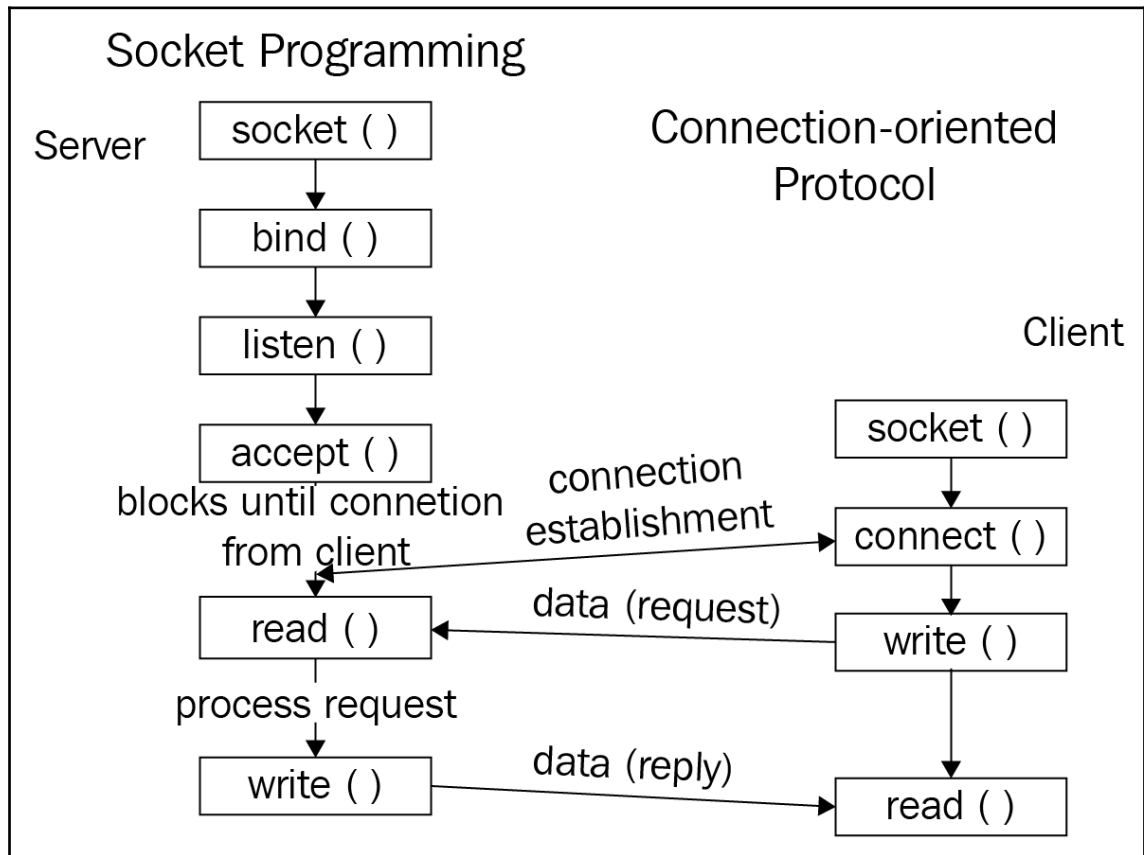 Socket Programming
Server
socket ( )
Connection-oriented
Protocol
bind ( )
listen ( )
Client
accept ( )
socket ( )
blocks until connetion
from client
connection
establishment
connect ( )
data (request)
read ( )
write ( )
process request
data (reply)
write ( )
read ( )